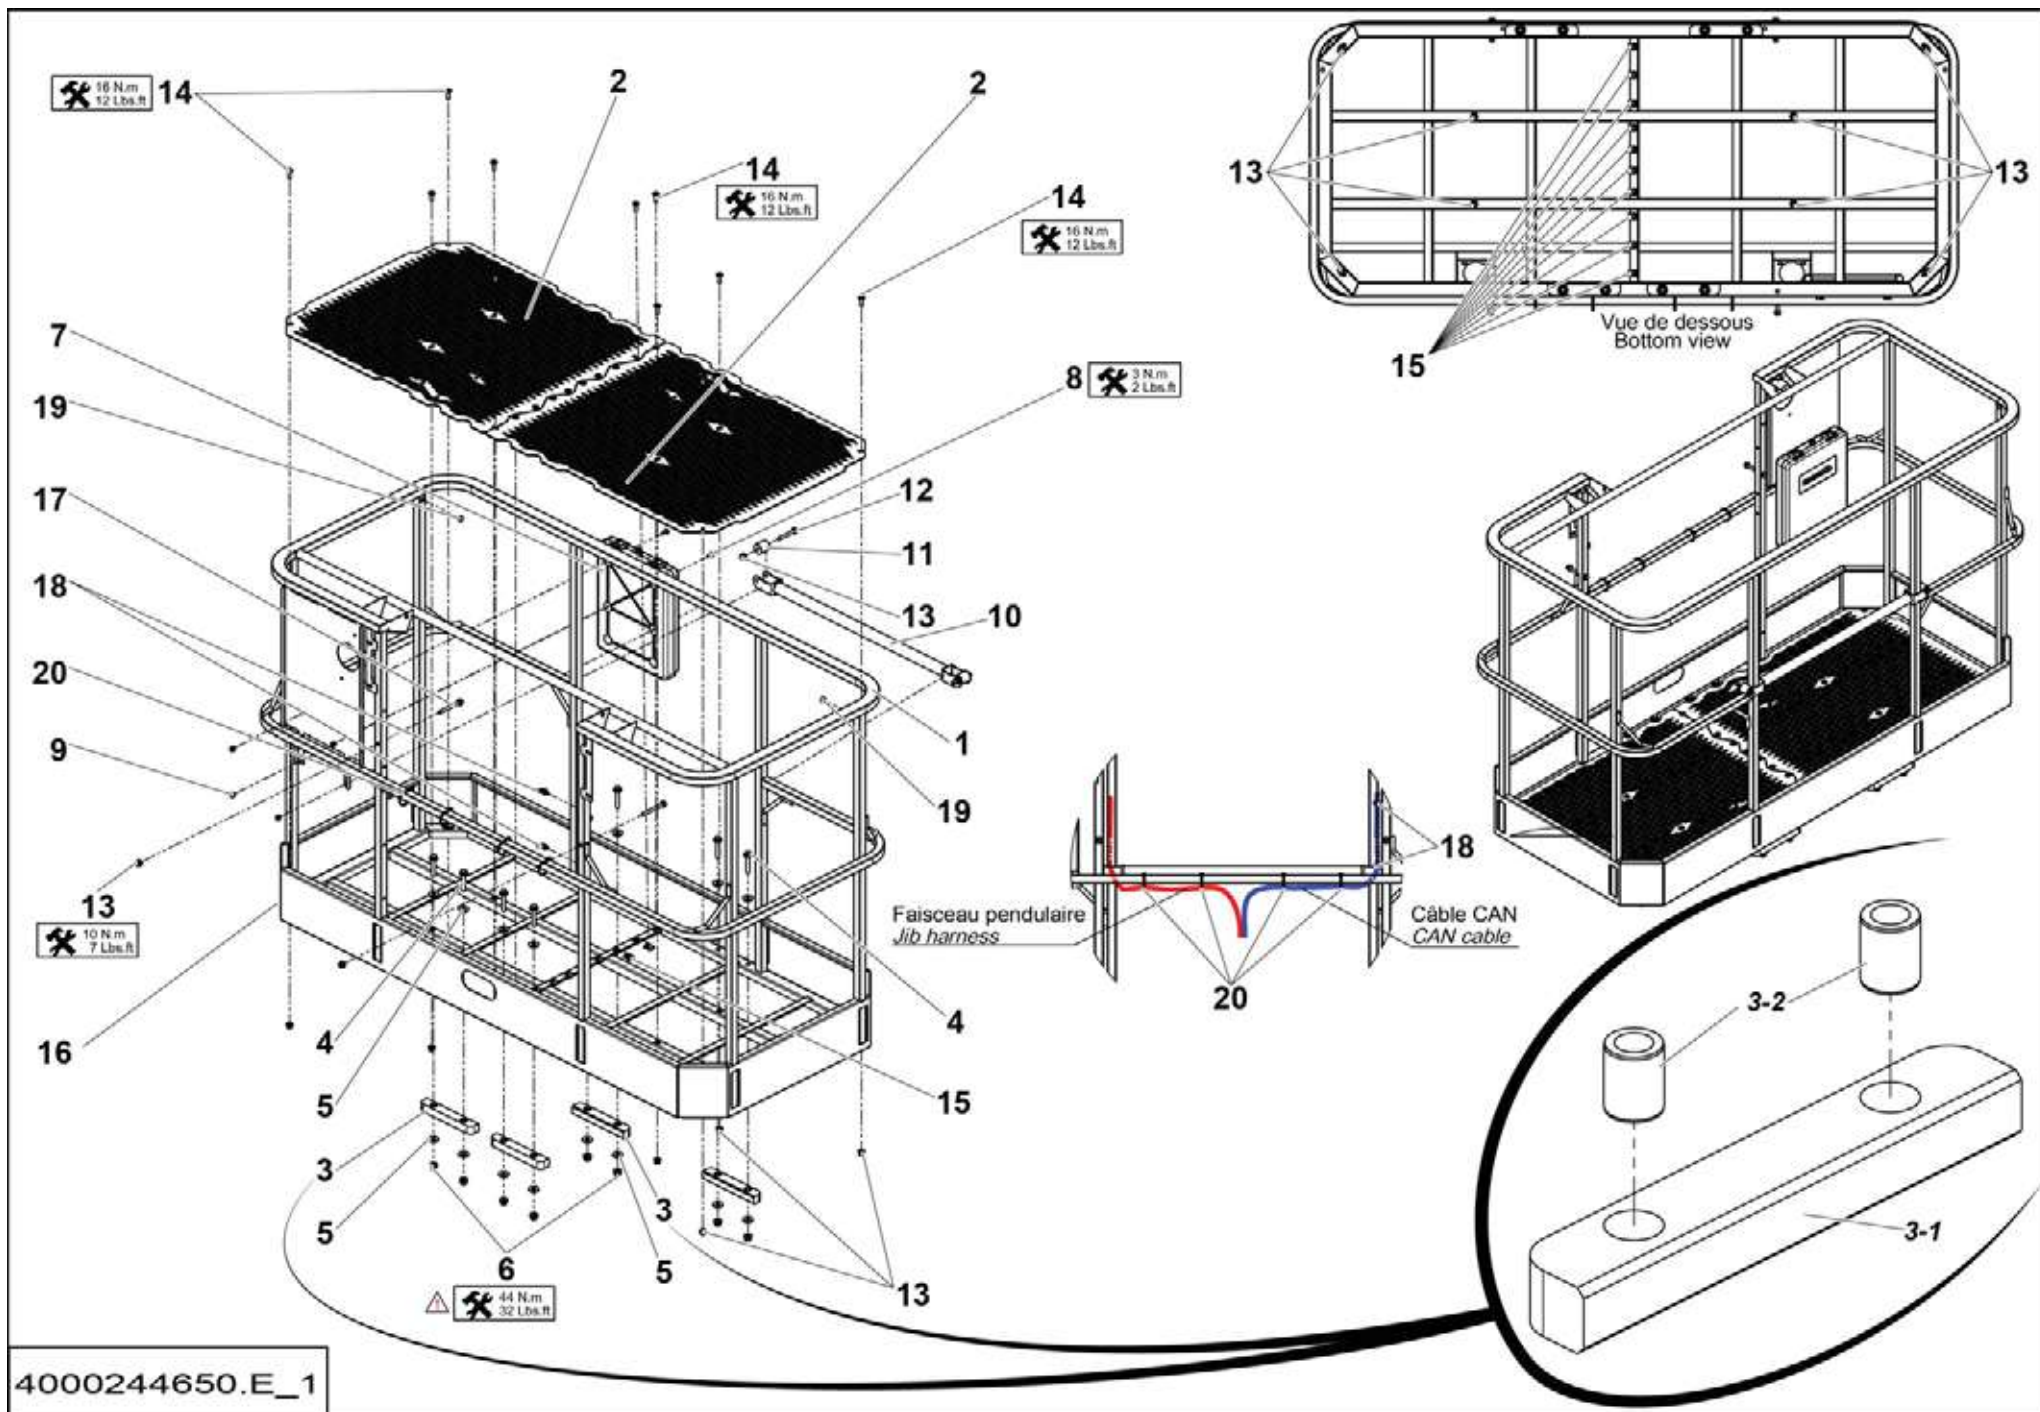 16 N.m
12 Lbs.ft
14
2
2
14
16 N.m
12 Lbs.ft
14
16 N.m
12 Lbs.ft
13
13
15
Vue de dessous
Bottom view
7
19
17
18
20
9
13
10 N.m
7 Lbs.ft
16
8
3 N.m
2 Lbs.ft
12
11
13
10
1
19
4
5
3
5
6
44 N.m
32 Lbs.ft
3
5
4
15
13
Faisceau pendulaire
Jib harness
18
Câble CAN
CAN cable
20
3-2
3-1
4000244650.E_1